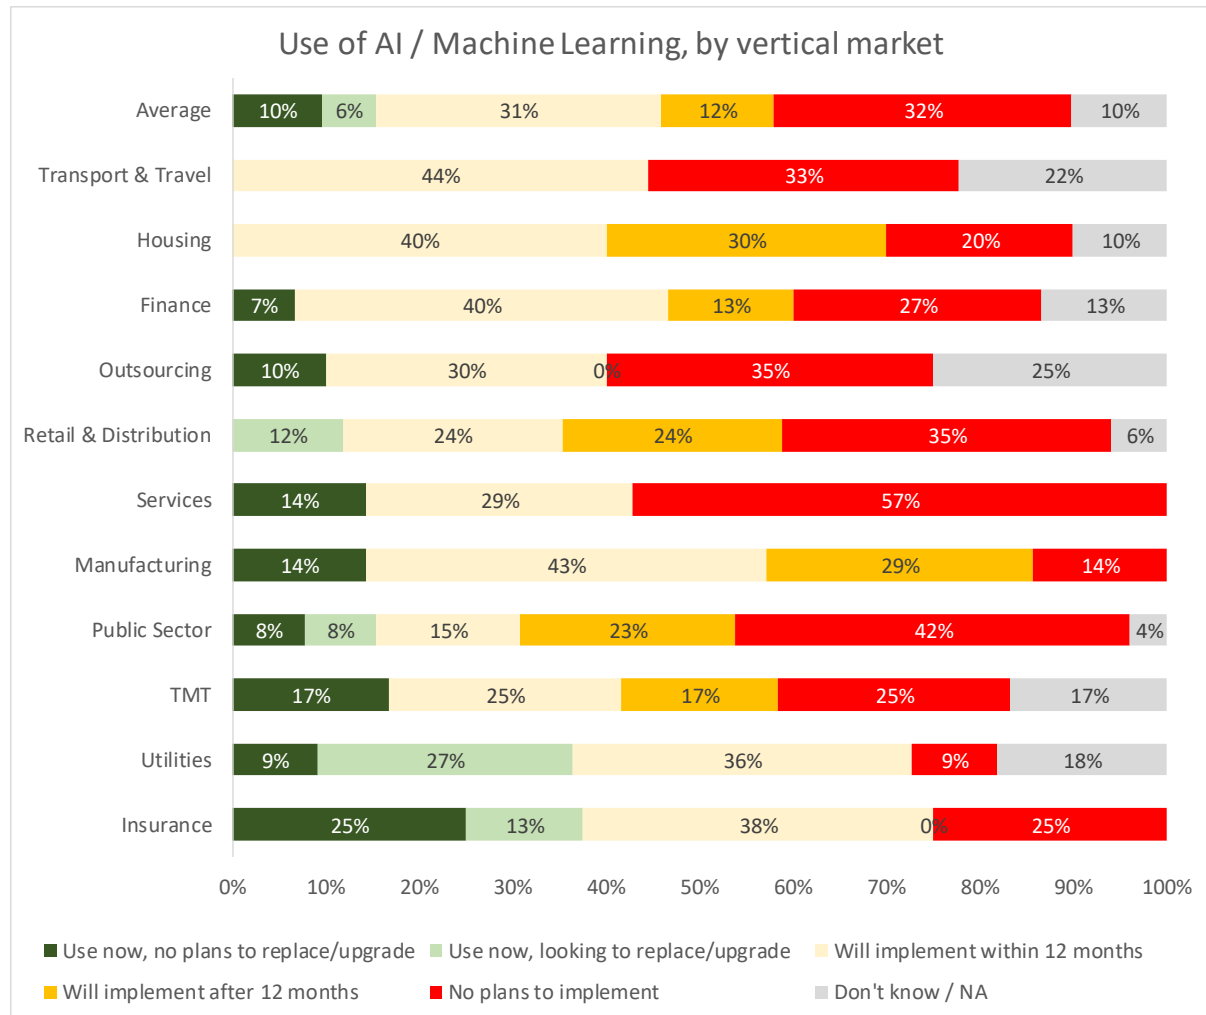 Use of AI / Machine Learning, by vertical market
Average 10% 6% 31% 12% 32% 10%
Transport & Travel 44% 33% 22%
Housing 40% 30% 20% 10%
Finance 7% 40% 13% 27% 13%
Outsourcing 10% 30% 0% 35% 25%
Retail & Distribution 12% 24% 24% 35% 6%
Services 14% 29% 57%
Manufacturing 14% 43% 29% 14%
Public Sector 8% 8% 15% 23% 42% 4%
TMT 17% 25% 17% 25% 17%
Utilities 9% 27% 36% 9% 18%
Insurance 25% 13% 38% 0% 25%
0% 10% 20% 30% 40% 50% 60% 70% 80% 90% 100%
Use now, no plans to replace/upgrade Use now, looking to replace/upgrade Will implement within 12 months
Will implement after 12 months No plans to implement Don't know / NA